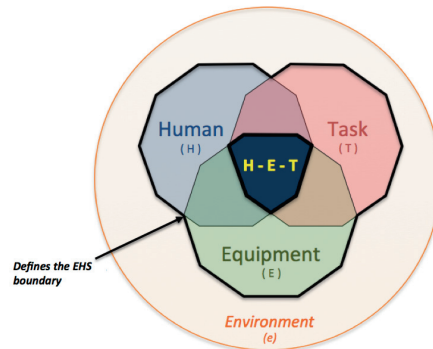 Human
(H)
Task
(T)
H - E - T
Equipment
(E)
Defines the EHS
boundary
Environment
(e)